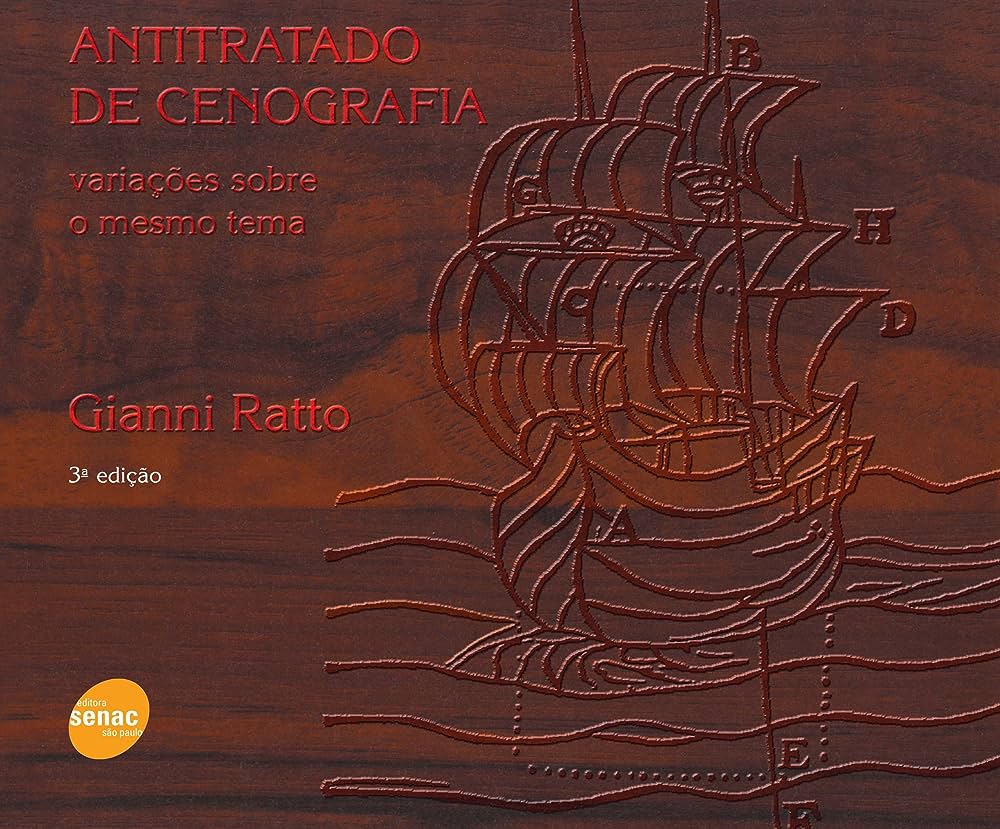 ANTITRATADO
DE CENOGRAFIA
variações sobre
o mesmo tema
Gianni Ratto
3ª edição
editora
senac
são paulo
B
G
H
C
D
A
E
F